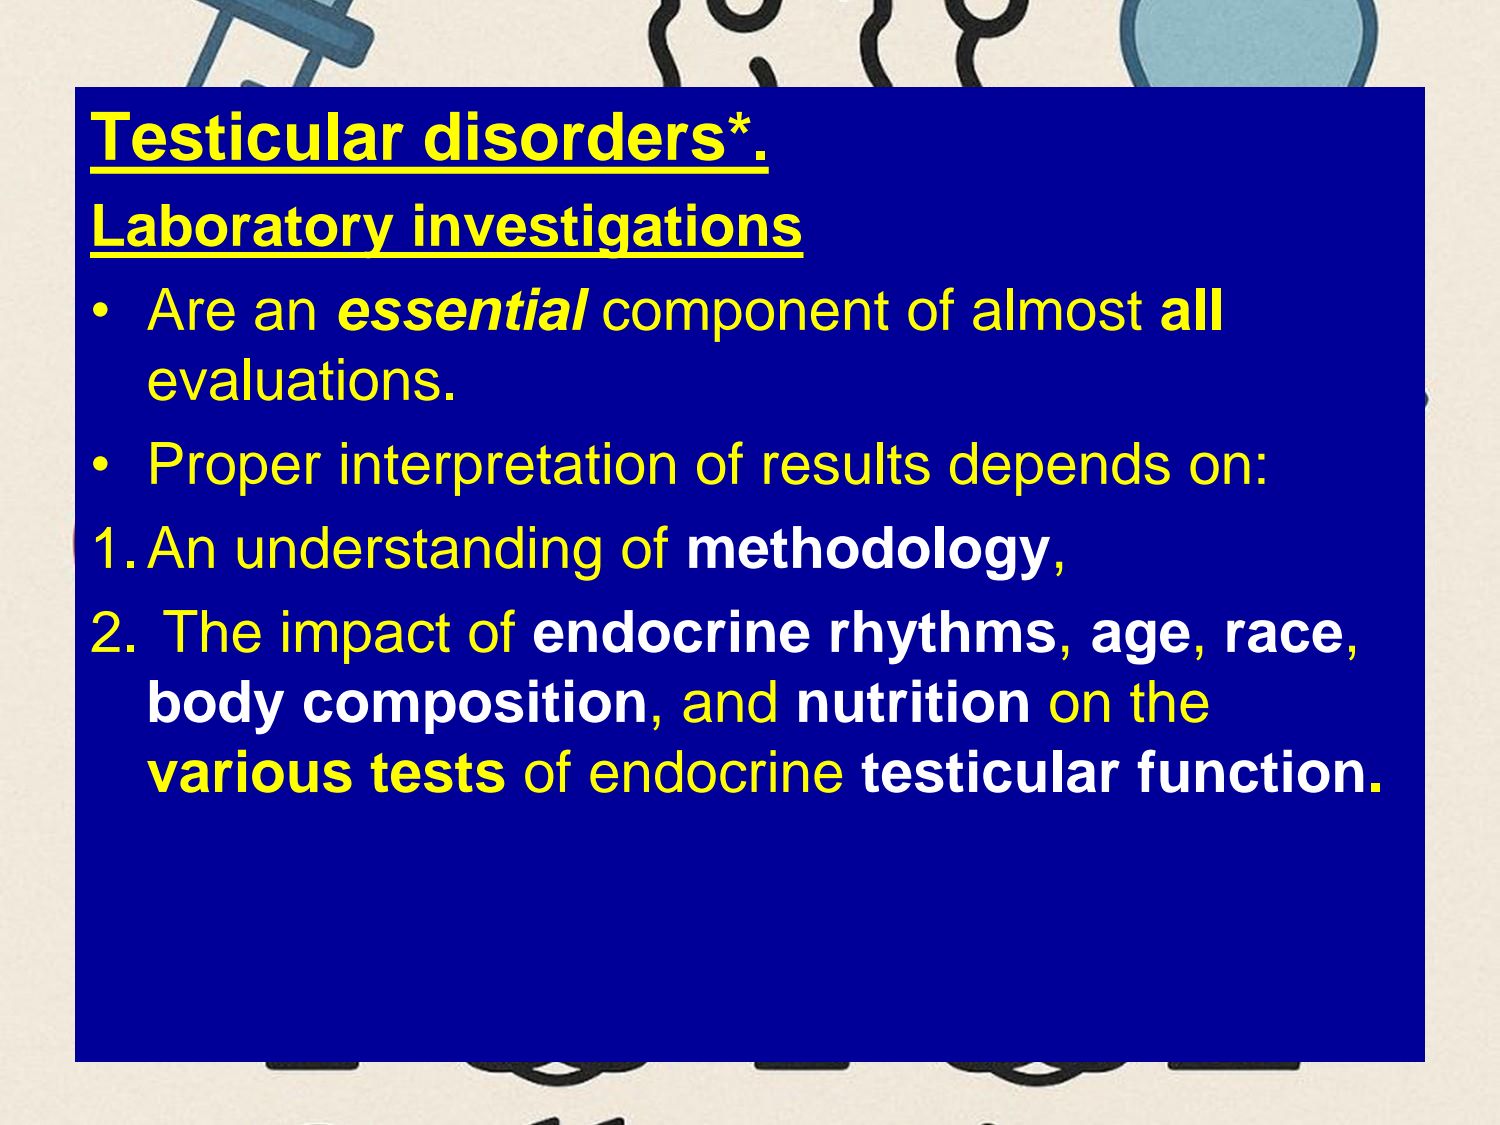 Testicular disorders*.
Laboratory investigations
• Are an essential component of almost all
evaluations.
• Proper interpretation of results depends on:
1. An understanding of methodology,
2. The impact of endocrine rhythms, age, race,
body composition, and nutrition on the
various tests of endocrine testicular function.